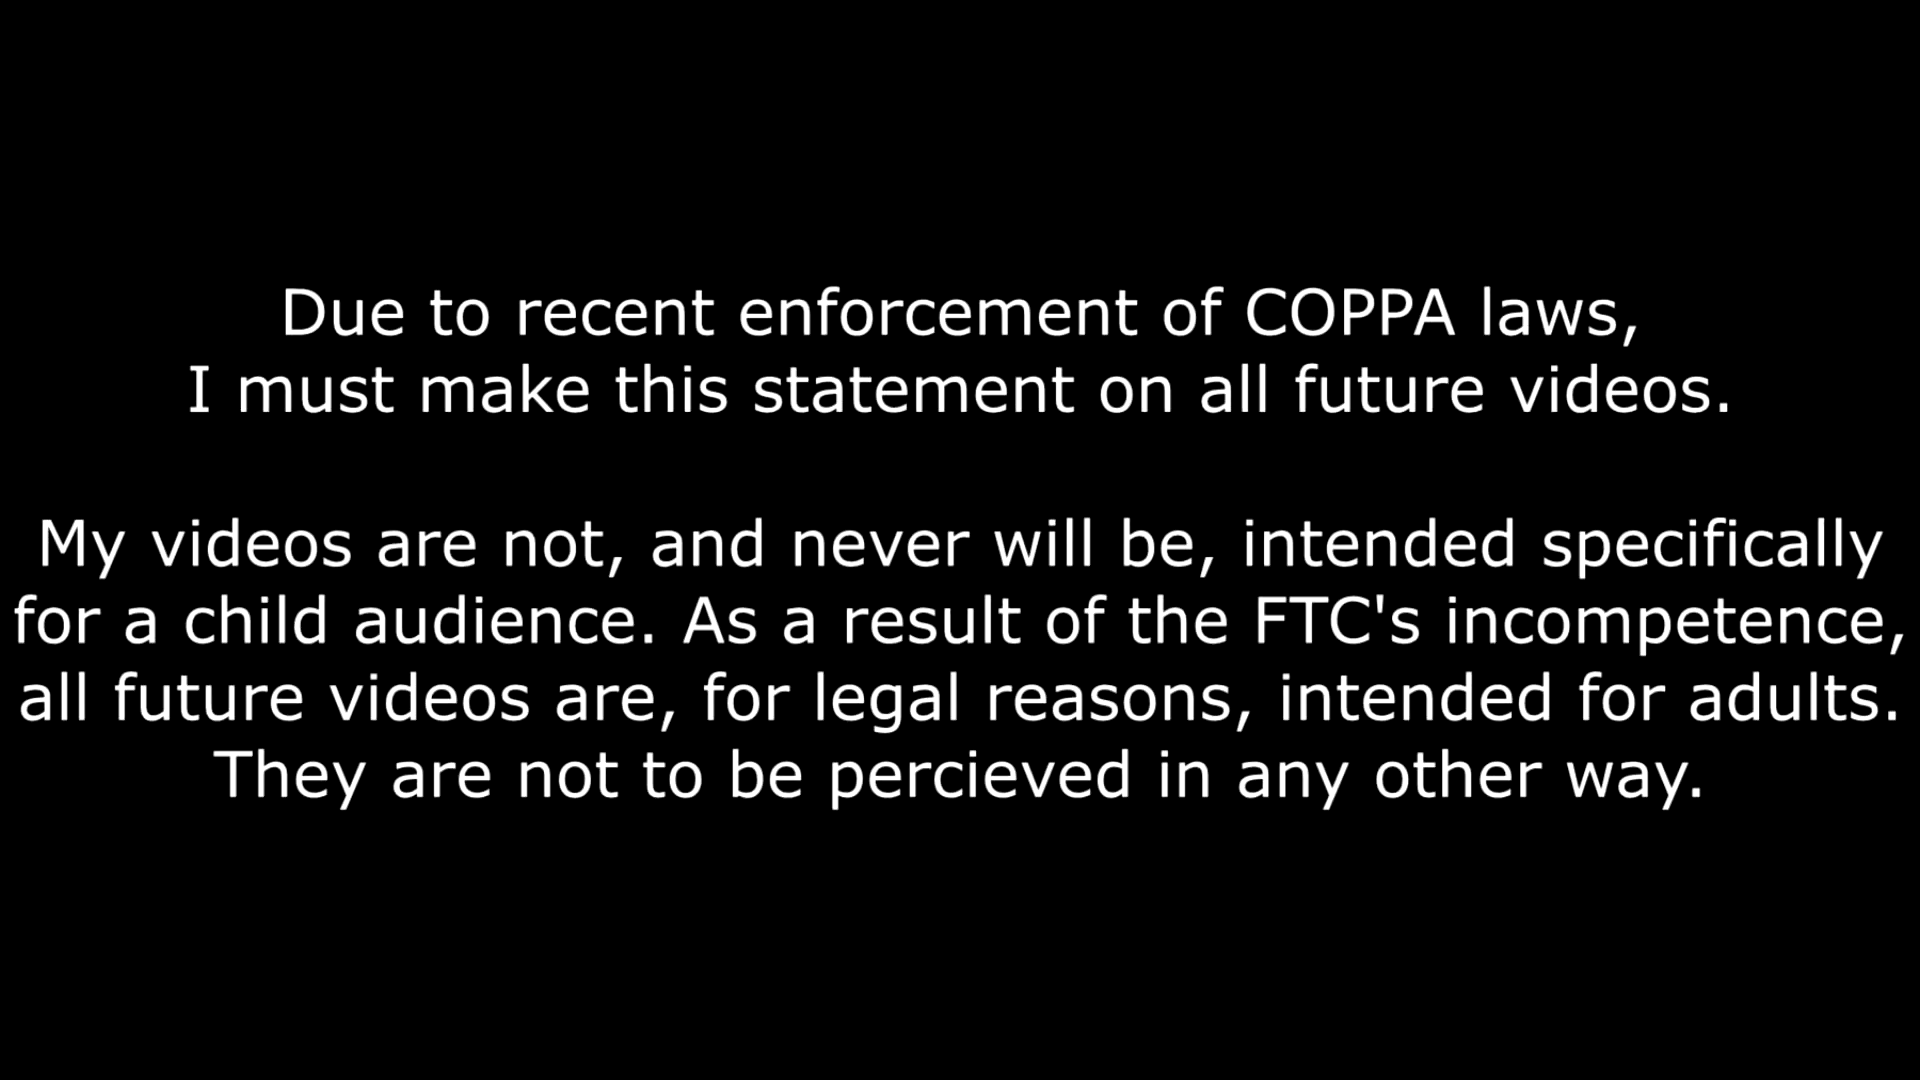 Due to recent enforcement of COPPA laws,
I must make this statement on all future videos.
My videos are not, and never will be, intended specifically
for a child audience. As a result of the FTC's incompetence,
all future videos are, for legal reasons, intended for adults.
They are not to be percieved in any other way.